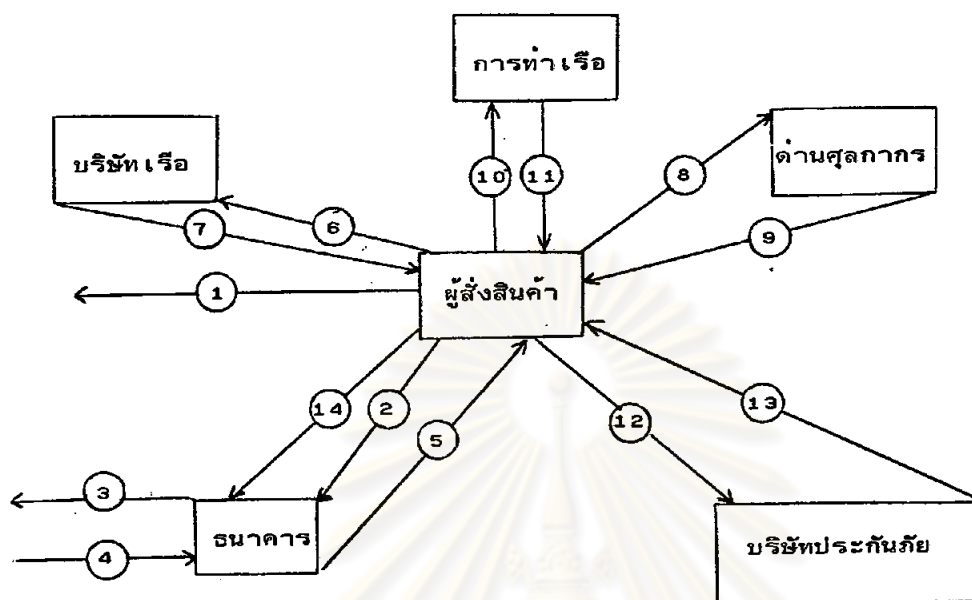 การท่าเรือ
บริษัทเรือ
ด่านศุลกากร
10
11
8
6
7
9
1
ผู้สั่งสินค้า
14
2
5
12
13
3
ธนาคาร
4
บริษัทประกันภัย